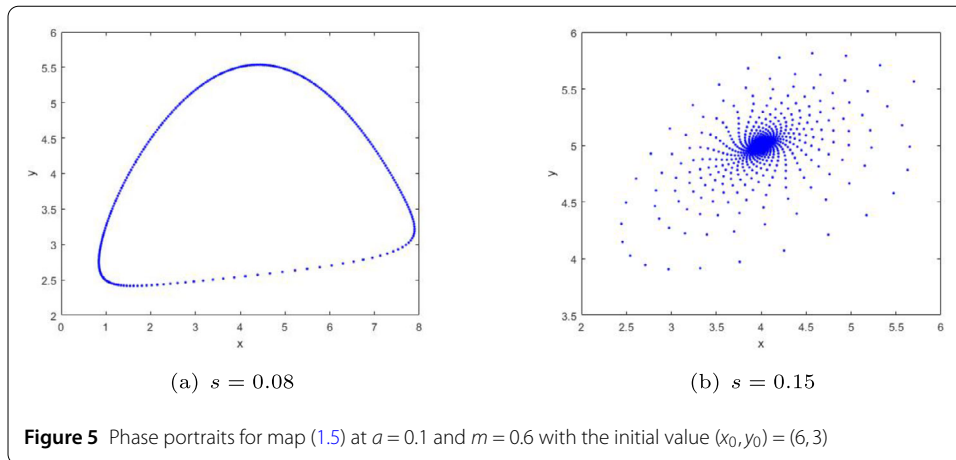 6
5.5
5
4.5
4
3.5
3
2.5
2
y
0 1 2 3 4 5 6 7 8
x
(a) s = 0.08
6
5.5
5
4.5
4
3.5
y
2 2.5 3 3.5 4 4.5 5 5.5 6
x
(b) s = 0.15
Figure 5 Phase portraits for map (1.5) at a = 0.1 and m = 0.6 with the initial value (x₀, y₀) = (6, 3)